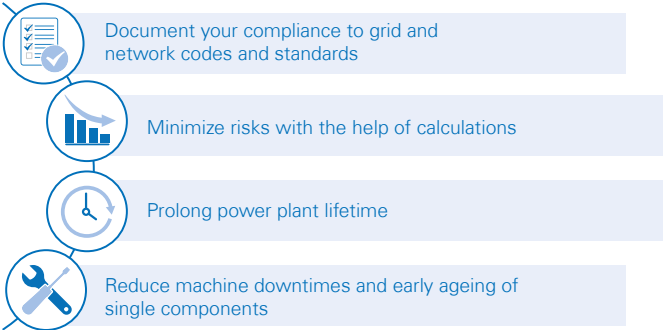 Document your compliance to grid and
network codes and standards
Minimize risks with the help of calculations
Prolong power plant lifetime
Reduce machine downtimes and early ageing of
single components